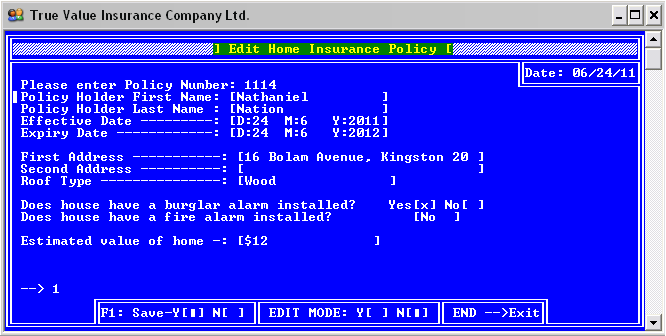 True Value Insurance Company Ltd.
] Edit Home Insurance Policy [
Date: 06/24/11
Please enter Policy Number: 1114
Policy Holder First Name: [Nathaniel ]
Policy Holder Last Name : [Nation ]
Effective Date ---------: [D:24 M:6 Y:2011]
Expiry Date ------------: [D:24 M:6 Y:2012]
First Address ----------: [16 Bolam Avenue, Kingston 20 ]
Second Address ---------: [ ]
Roof Type --------------: [Wood ]
Does house have a burglar alarm installed? Yes[x] No[ ]
Does house have a fire alarm installed? [No ]
Estimated value of home -: [$12 ]
--> 1
F1: Save-Y[∎] N[ ] EDIT MODE: Y[ ] N[∎] END -->Exit